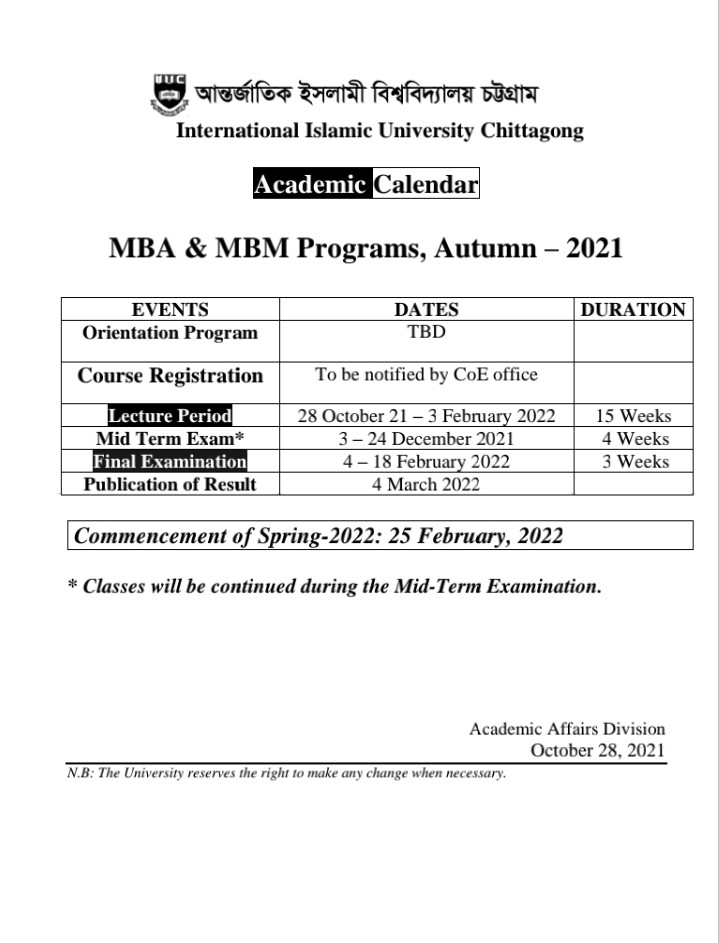 IIUC
আন্তর্জাতিক ইসলামী বিশ্ববিদ্যালয় চট্টগ্রাম
International Islamic University Chittagong
Academic Calendar
MBA & MBM Programs, Autumn – 2021
EVENTS DATES DURATION
Orientation Program TBD
Course Registration To be notified by CoE office
Lecture Period 28 October 21 – 3 February 2022 15 Weeks
Mid Term Exam* 3 – 24 December 2021 4 Weeks
Final Examination 4 – 18 February 2022 3 Weeks
Publication of Result 4 March 2022
Commencement of Spring-2022: 25 February, 2022
* Classes will be continued during the Mid-Term Examination.
Academic Affairs Division
October 28, 2021
N.B: The University reserves the right to make any change when necessary.